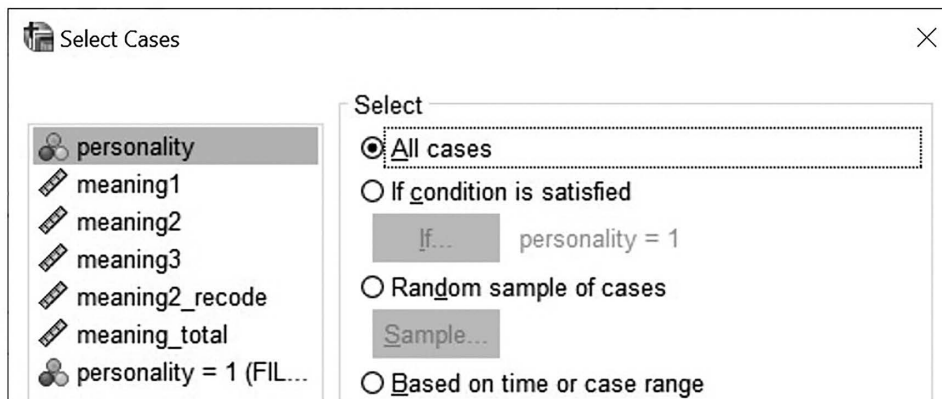 Select Cases
personality
meaning1
meaning2
meaning3
meaning2_recode
meaning_total
personality = 1 (FIL...
Select
All cases
If condition is satisfied
If... personality = 1
Random sample of cases
Sample...
Based on time or case range